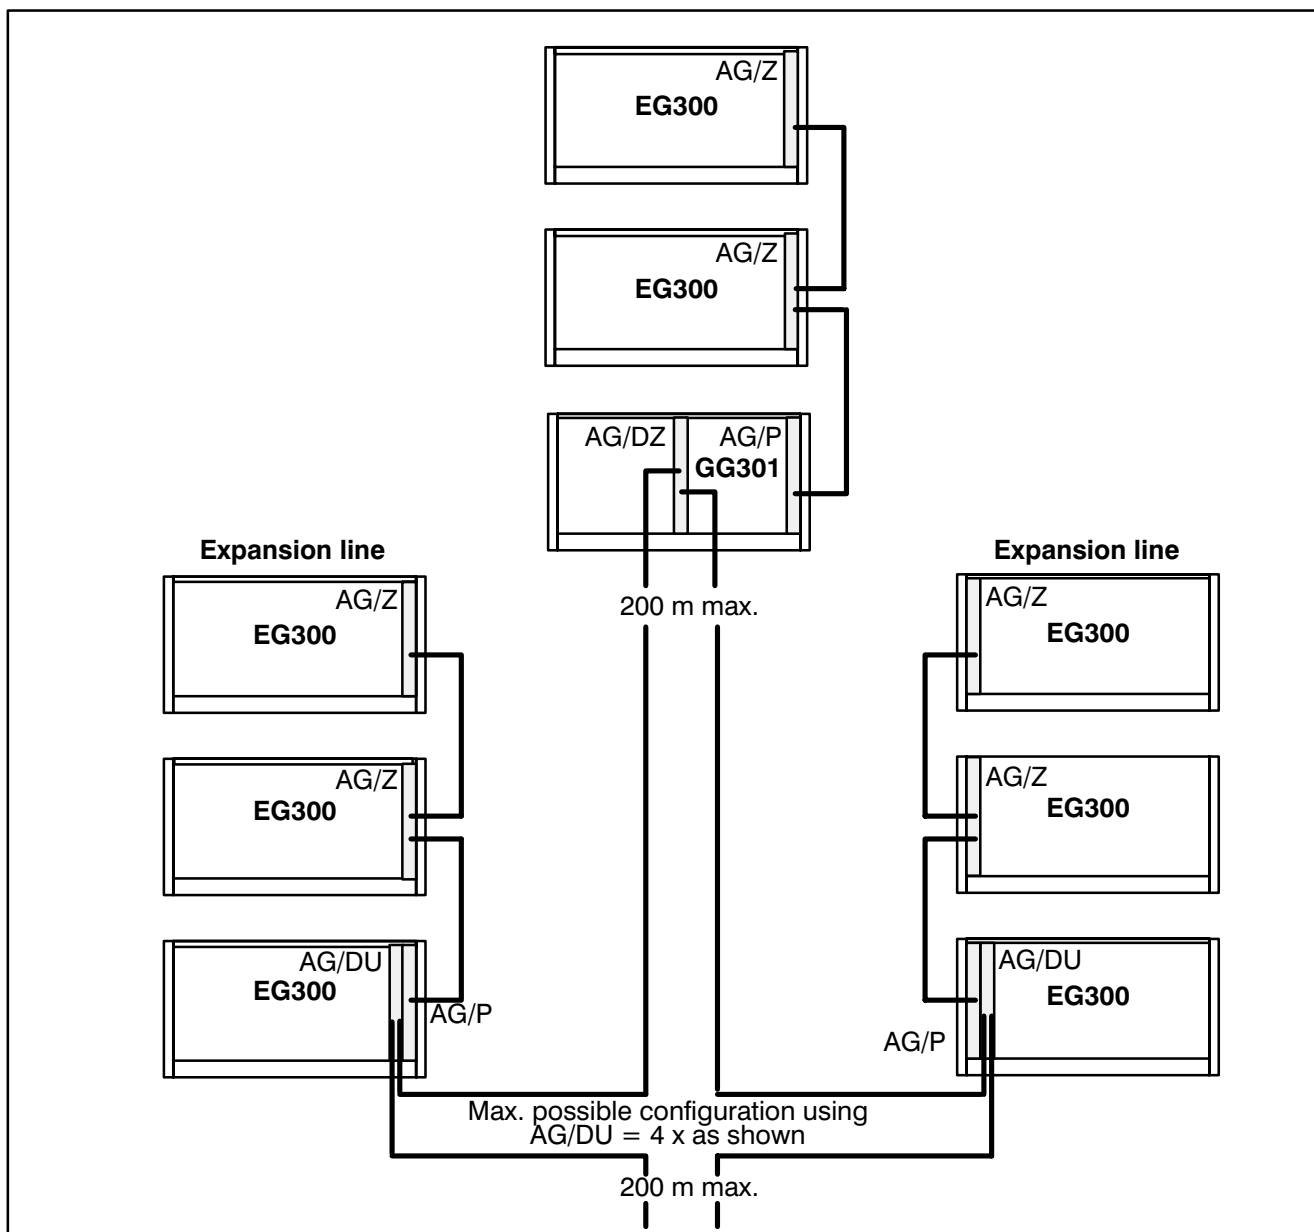 AG/Z
EG300
AG/Z
EG300
AG/DZ AG/P
GG301
Expansion line
Expansion line
200 m max.
AG/Z
EG300
AG/Z
EG300
AG/Z
EG300
AG/Z
EG300
AG/DU
EG300
AG/P
AG/DU
EG300
AG/P
Max. possible configuration using
AG/DU = 4 x as shown
200 m max.